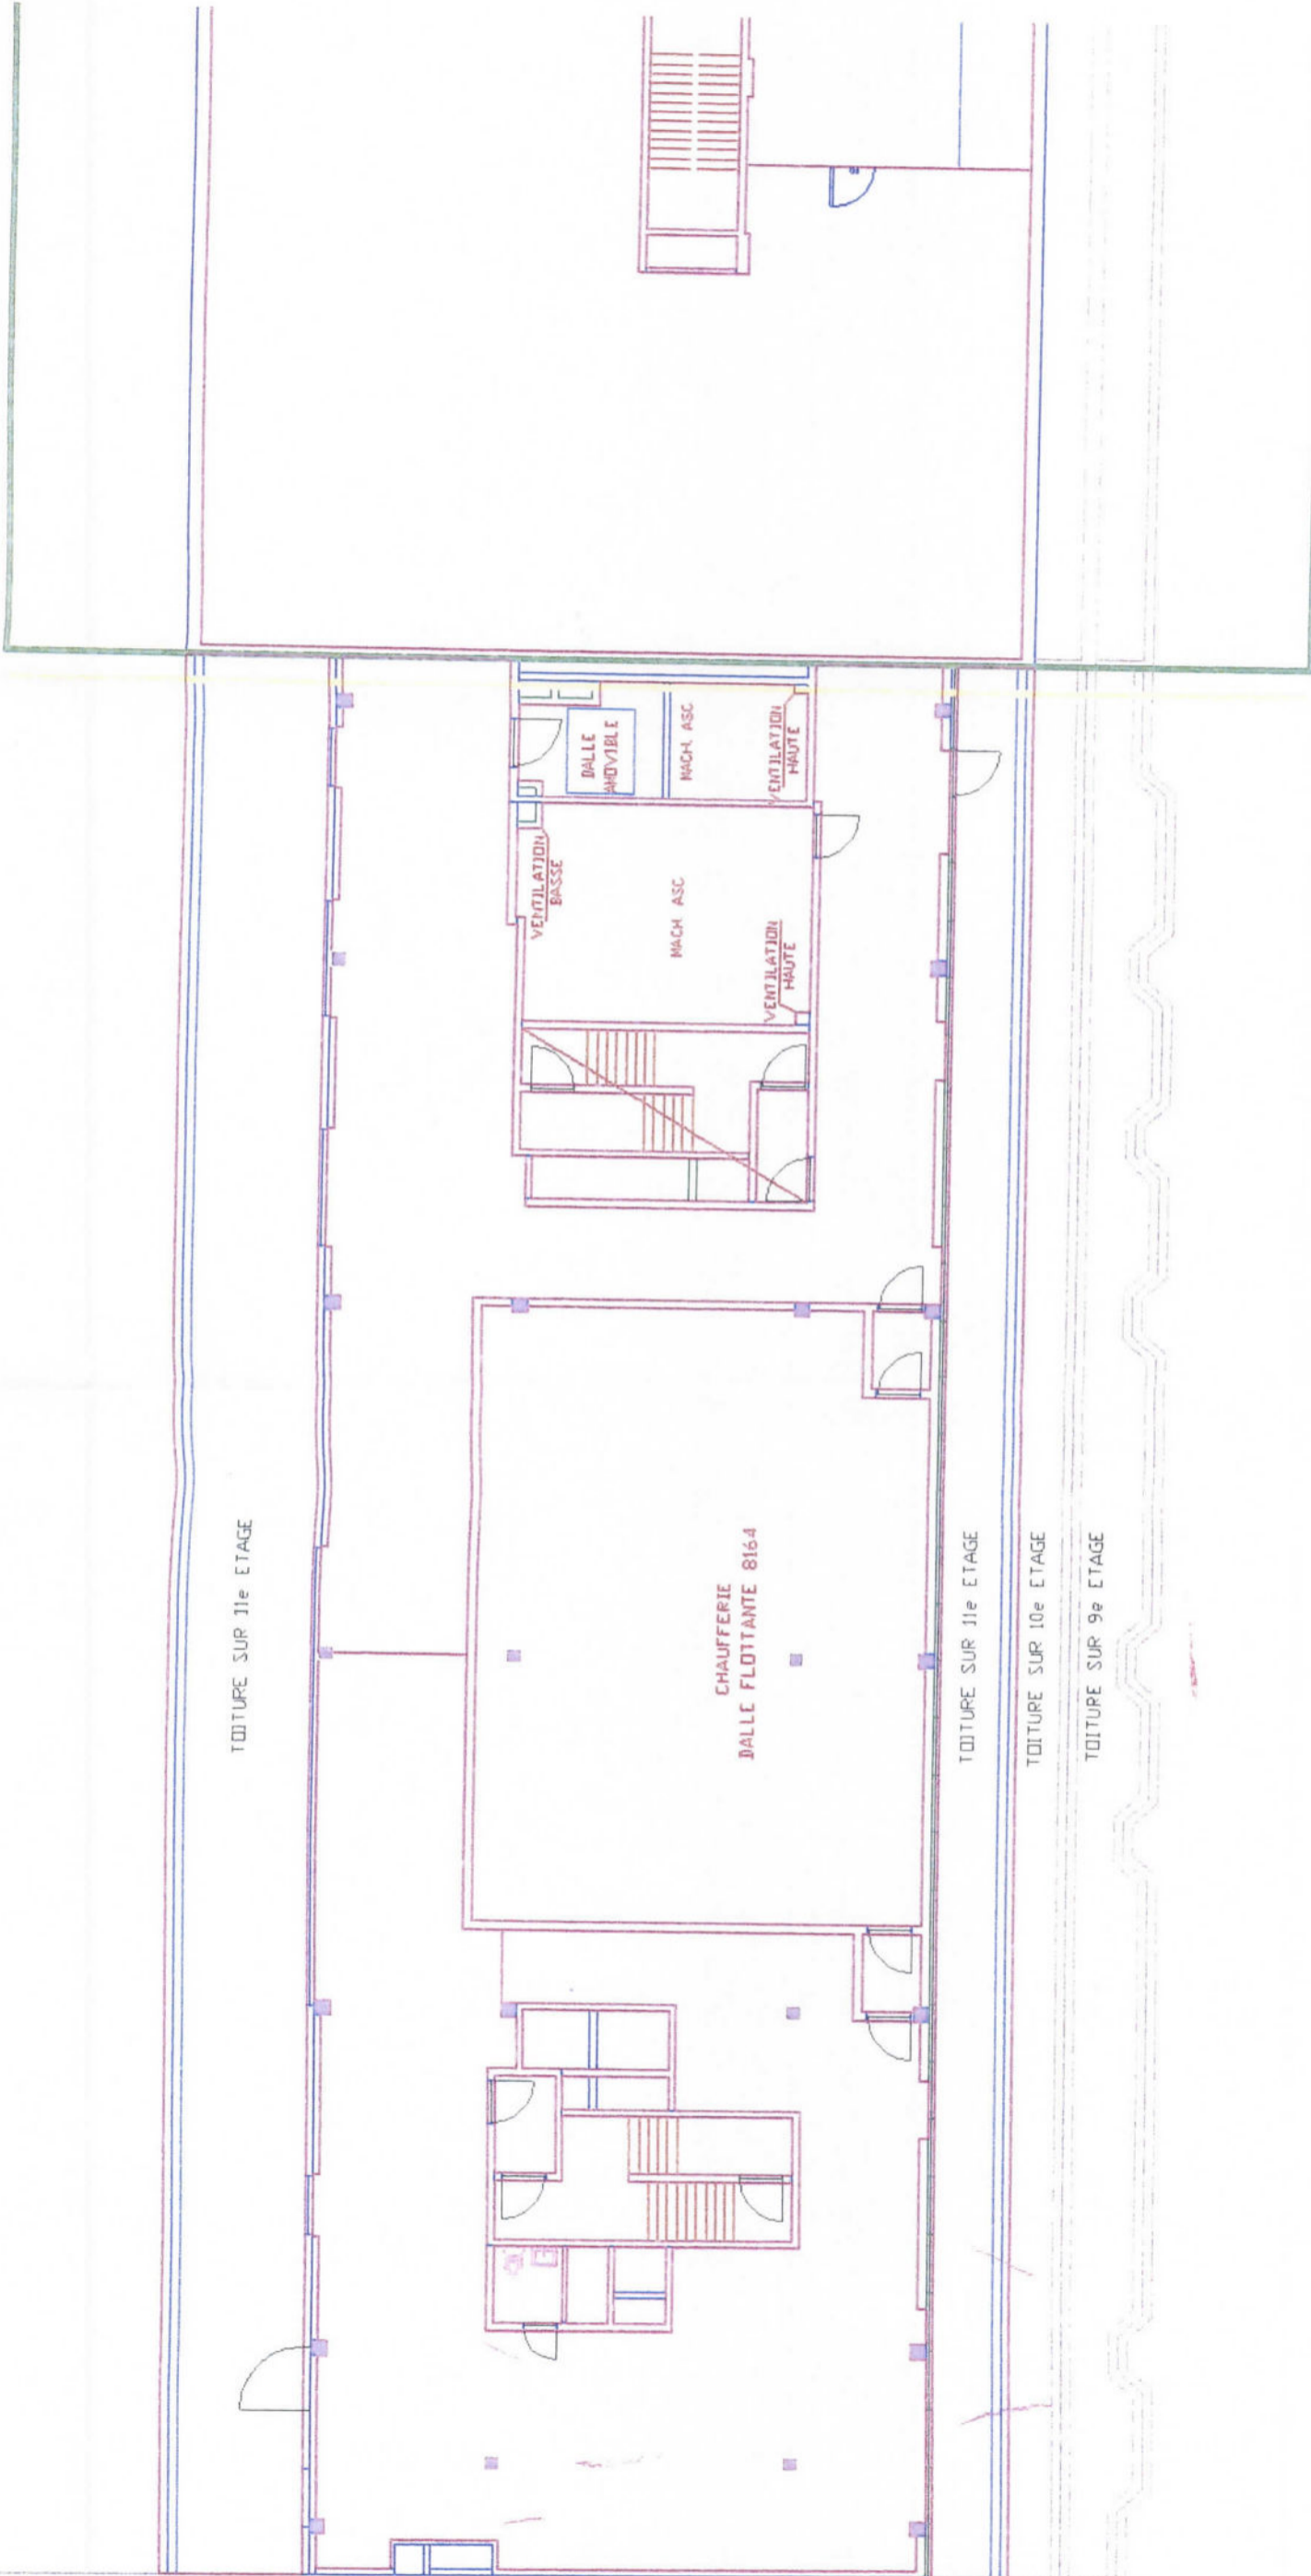 TOITURE SUR 11e ETAGE
CHAUFFERIE
DALLE FLOTTANTE 8164
TOITURE SUR 11e ETAGE
TOITURE SUR 10e ETAGE
TOITURE SUR 9e ETAGE
VENTILATION
BASSE
MACH. ASC
VENTILATION
HAUTE
DALLE
AMOVIBLE
MACH. ASC
VENTILATION
HAUTE